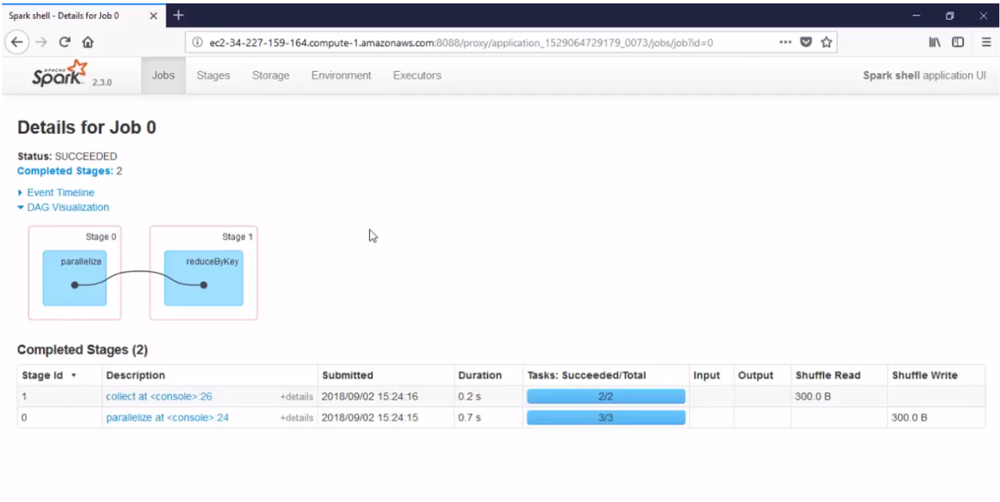 Spark shell - Details for Job 0
ec2-34-227-159-164.compute-1.amazonaws.com:8088/proxy/application_1529064729179_0073/jobs/job?id=0
APACHE Spark 2.3.0 Jobs Stages Storage Environment Executors Spark shell application UI
Details for Job 0
Status: SUCCEEDED
Completed Stages: 2
Event Timeline
DAG Visualization
Stage 0 Stage 1
parallelize reduceByKey
Completed Stages (2)
Stage Id Description Submitted Duration Tasks: Succeeded/Total Input Output Shuffle Read Shuffle Write
1 collect at <console>:26 +details 2018/09/02 15:24:16 0.2 s 2/2 300.0 B
0 parallelize at <console>:24 +details 2018/09/02 15:24:15 0.7 s 3/3 300.0 B